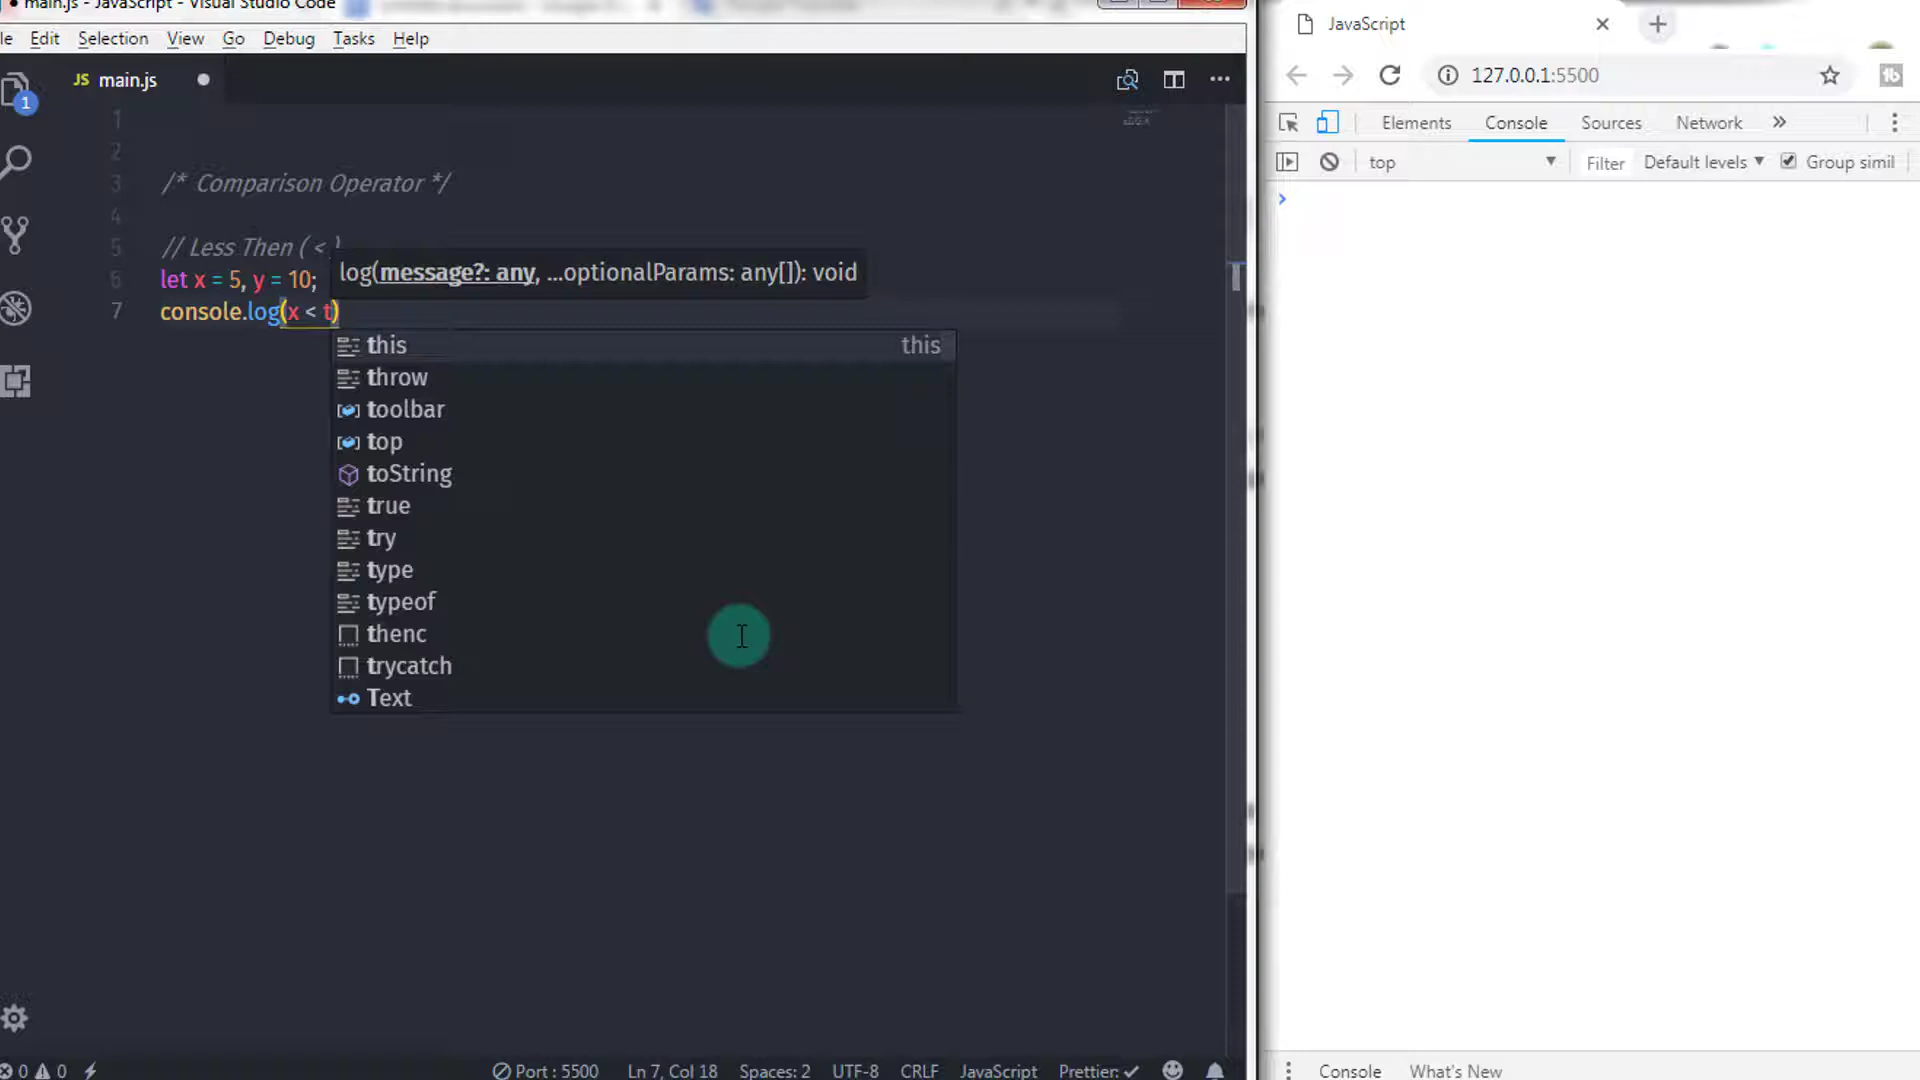 main.js - JavaScript - Visual Studio Code
le Edit Selection View Go Debug Tasks Help
1
JS main.js
1
2
3 /* Comparison Operator */
4
5 // Less Then ( < )
6 let x = 5, y = 10;
7 console.log(x < t)
log(message?: any, ...optionalParams: any[]): void
this this
throw
toolbar
top
toString
true
try
type
typeof
thenc
trycatch
Text
0 0 Port : 5500 Ln 7, Col 18 Spaces: 2 UTF-8 CRLF JavaScript Prettier: ✓
JavaScript
127.0.0.1:5500
Elements Console Sources Network »
top Filter Default levels Group simil
Console What's New